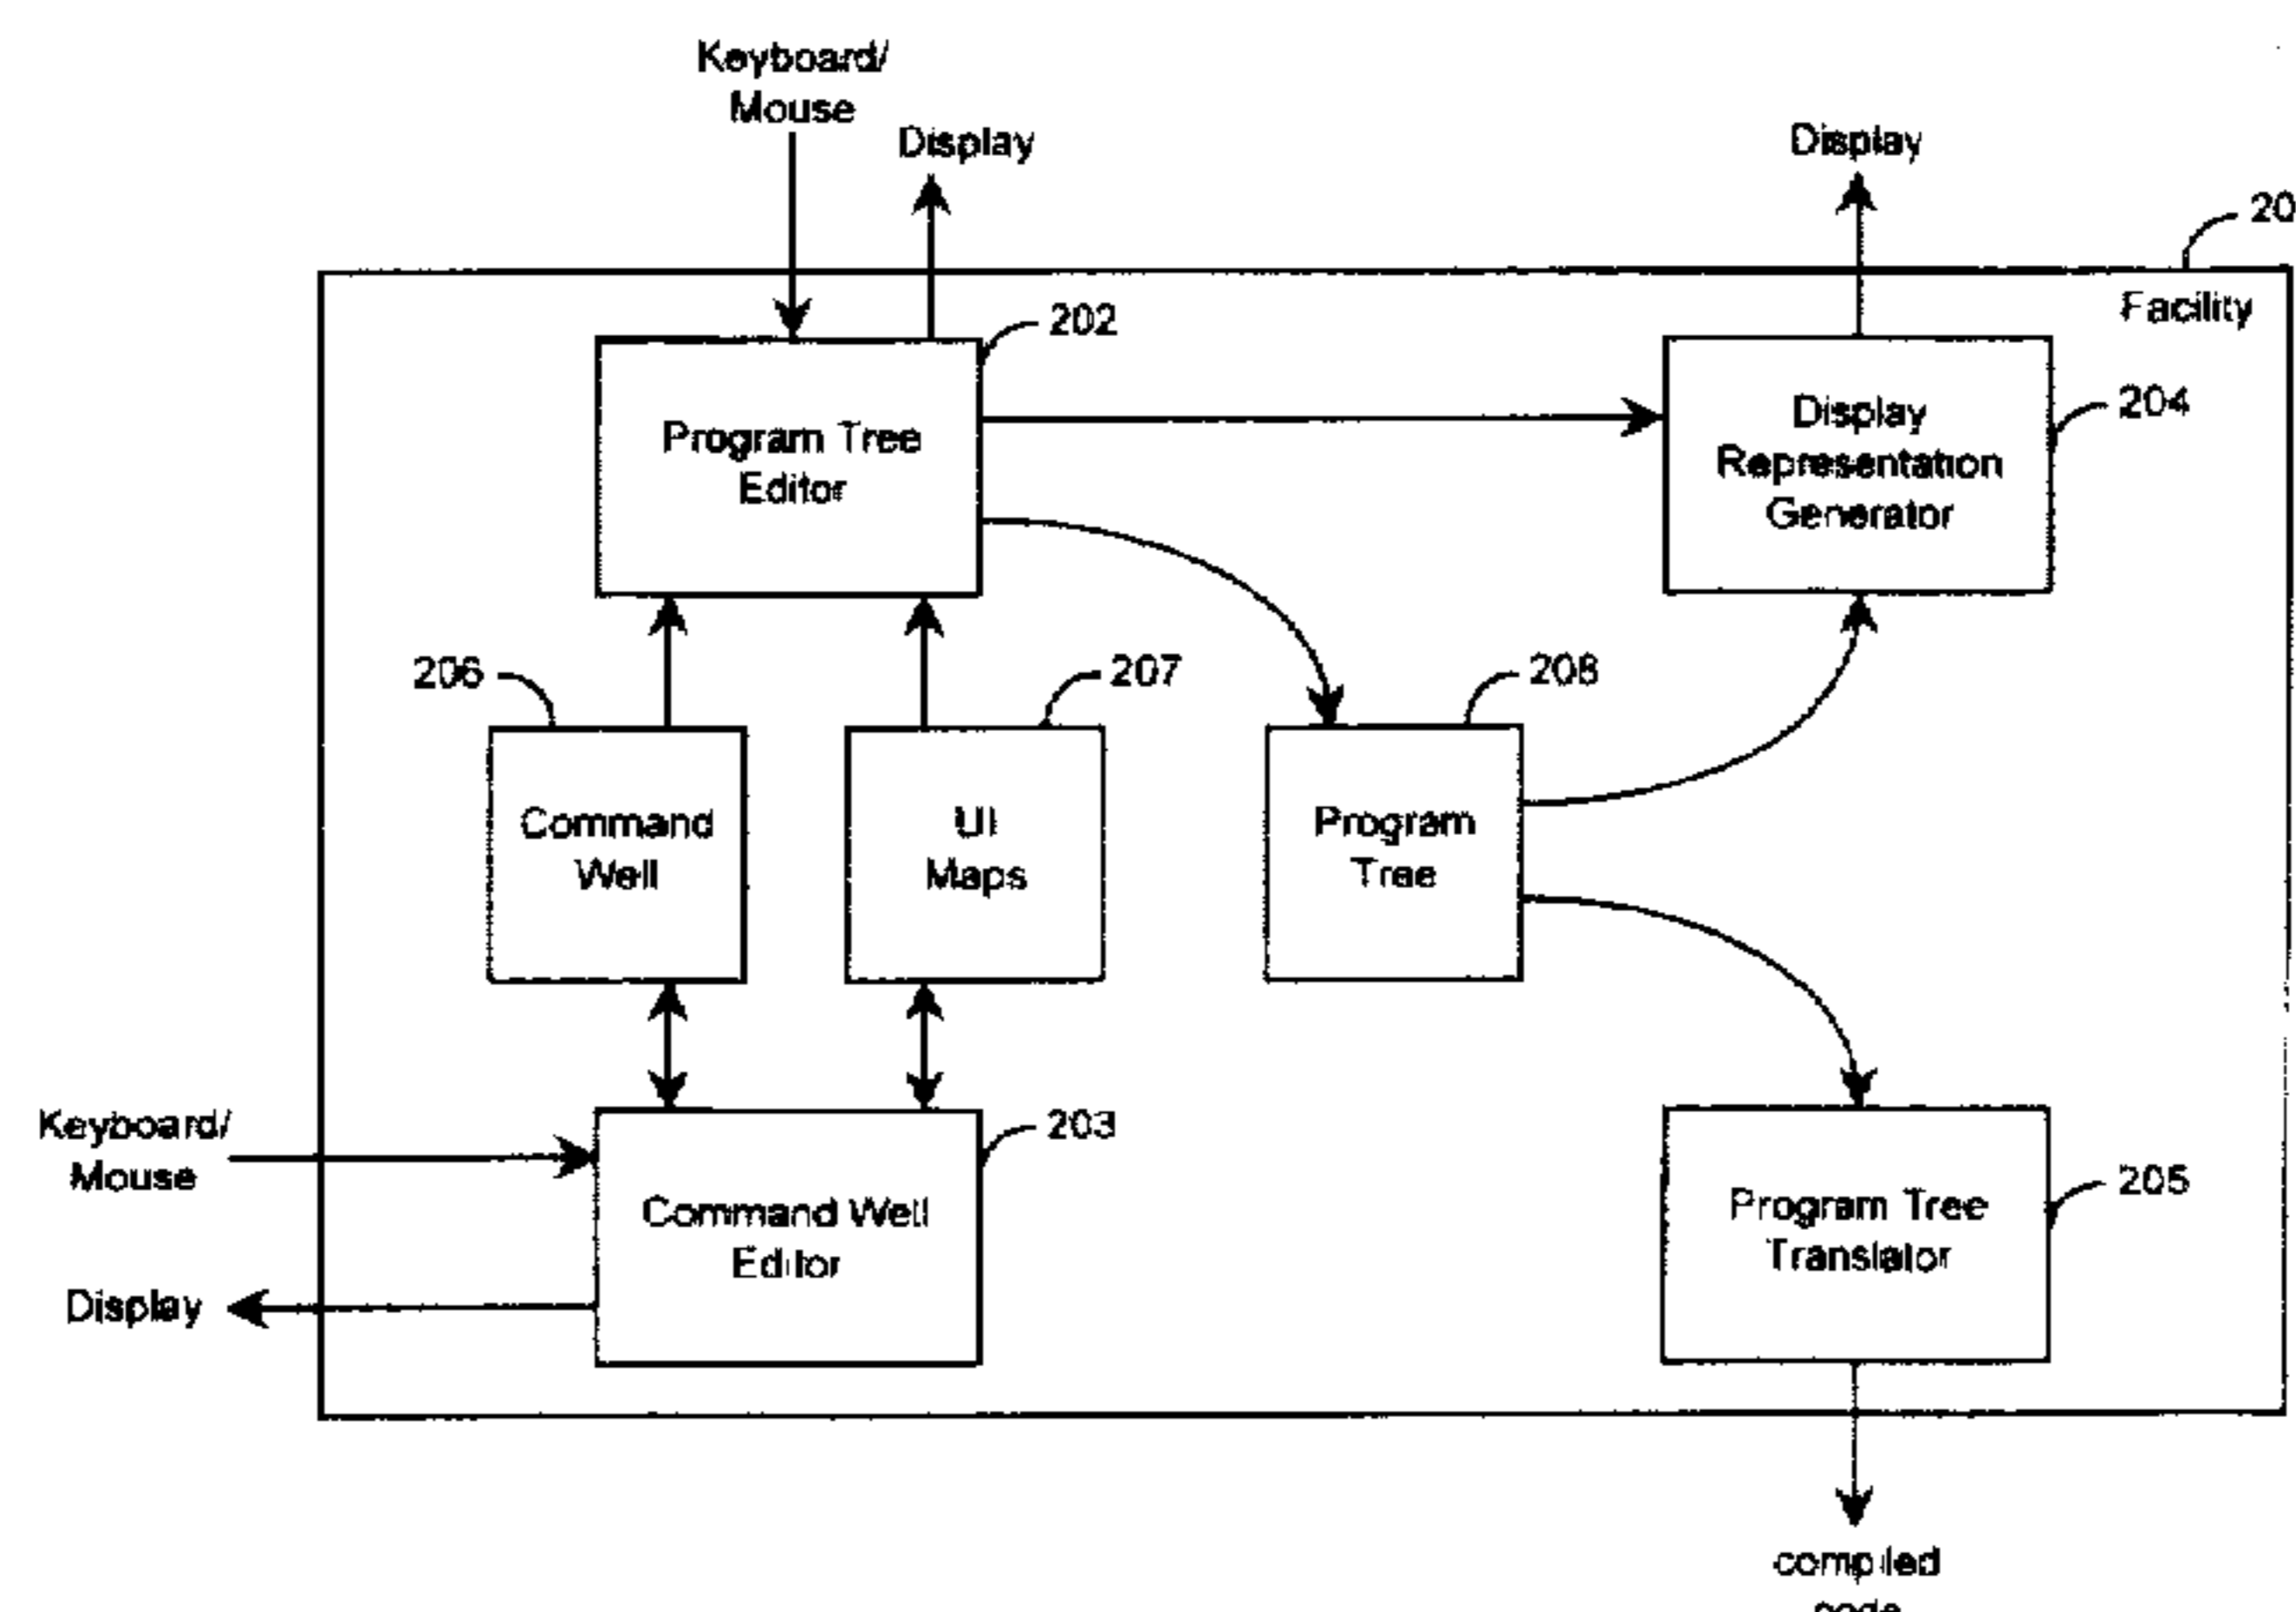 Keyboard/
Mouse
Display
Display
20
Facility
202
Program Tree
Editor
Display
Representation
Generator
204
206
207
208
Command
Well
UI
Maps
Program
Tree
Keyboard/
Mouse
203
Command Well
Editor
Display
Program Tree
Translator
205
compiled
code